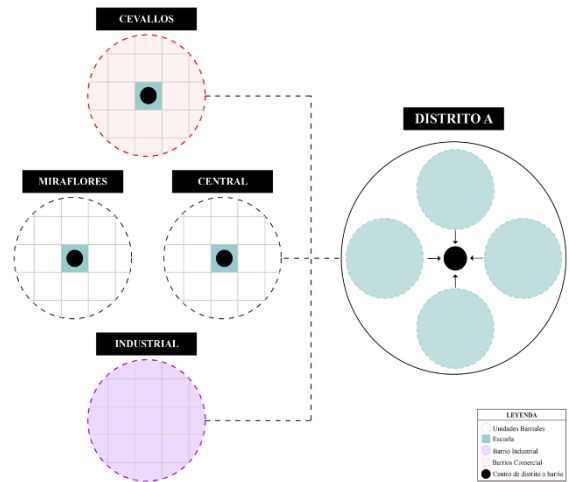 CEVALLOS
DISTRITO A
MIRAFLORES
CENTRAL
INDUSTRIAL
LEYENDA
Unidades Barriales
Escuela
Barrio Industrial
Barrios Comercial
Centro de distrito o barrio